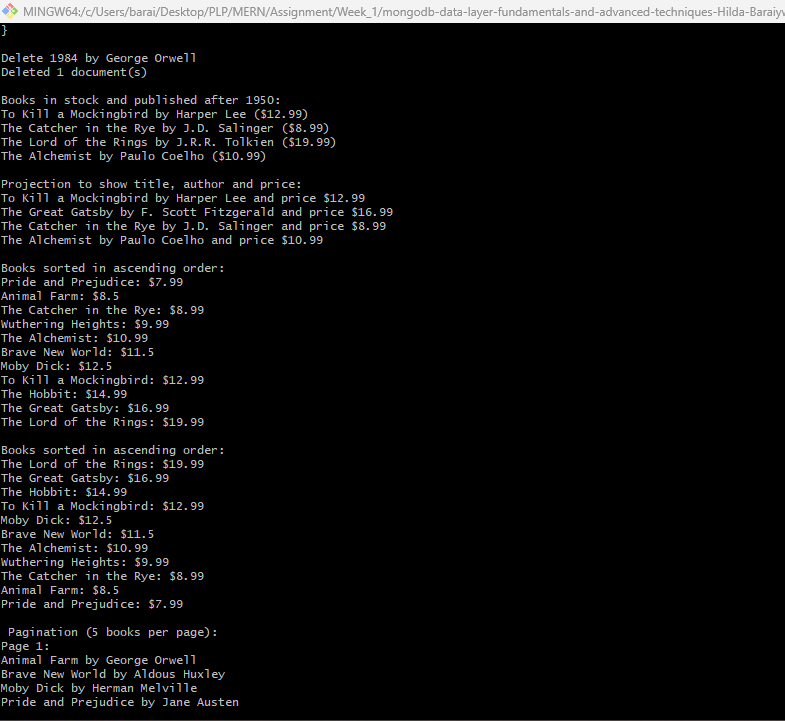 MINGW64:/c/Users/barai/Desktop/PLP/MERN/Assignment/Week_1/mongodb-data-layer-fundamentals-and-advanced-techniques-Hilda-Baraiyw
}
Delete 1984 by George Orwell
Deleted 1 document(s)
Books in stock and published after 1950:
To Kill a Mockingbird by Harper Lee ($12.99)
The Catcher in the Rye by J.D. Salinger ($8.99)
The Lord of the Rings by J.R.R. Tolkien ($19.99)
The Alchemist by Paulo Coelho ($10.99)
Projection to show title, author and price:
To Kill a Mockingbird by Harper Lee and price $12.99
The Great Gatsby by F. Scott Fitzgerald and price $16.99
The Catcher in the Rye by J.D. Salinger and price $8.99
The Alchemist by Paulo Coelho and price $10.99
Books sorted in ascending order:
Pride and Prejudice: $7.99
Animal Farm: $8.5
The Catcher in the Rye: $8.99
Wuthering Heights: $9.99
The Alchemist: $10.99
Brave New World: $11.5
Moby Dick: $12.5
To Kill a Mockingbird: $12.99
The Hobbit: $14.99
The Great Gatsby: $16.99
The Lord of the Rings: $19.99
Books sorted in ascending order:
The Lord of the Rings: $19.99
The Great Gatsby: $16.99
The Hobbit: $14.99
To Kill a Mockingbird: $12.99
Moby Dick: $12.5
Brave New World: $11.5
The Alchemist: $10.99
Wuthering Heights: $9.99
The Catcher in the Rye: $8.99
Animal Farm: $8.5
Pride and Prejudice: $7.99
Pagination (5 books per page):
Page 1:
Animal Farm by George Orwell
Brave New World by Aldous Huxley
Moby Dick by Herman Melville
Pride and Prejudice by Jane Austen